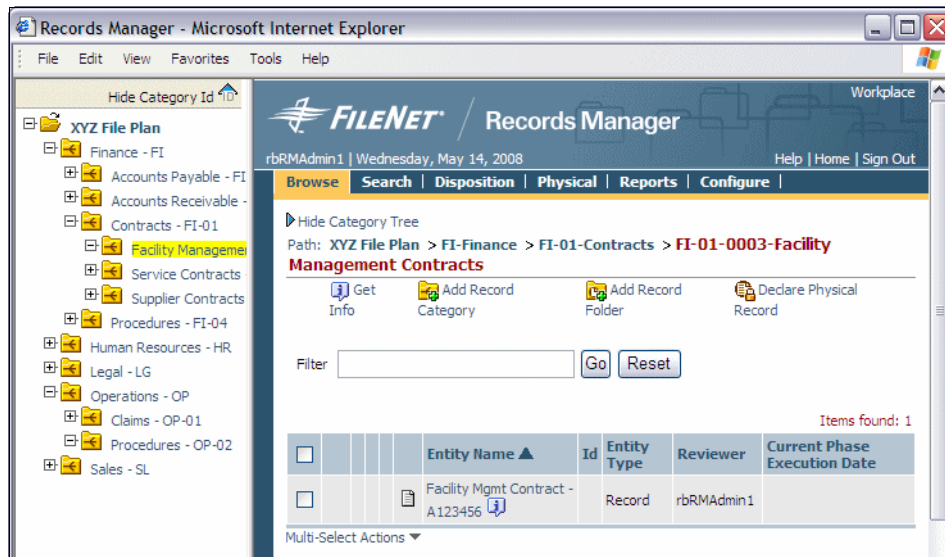 Records Manager - Microsoft Internet Explorer
File Edit View Favorites Tools Help
Hide Category Id ID
XYZ File Plan
Finance - FI
Accounts Payable - FI
Accounts Receivable -
Contracts - FI-01
Facility Managemen
Service Contracts
Supplier Contracts
Procedures - FI-04
Human Resources - HR
Legal - LG
Operations - OP
Claims - OP-01
Procedures - OP-02
Sales - SL
Workplace
FILENET Records Manager
rbRMAdmin1 | Wednesday, May 14, 2008
Help | Home | Sign Out
Browse Search | Disposition | Physical | Reports | Configure |
Hide Category Tree
Path: XYZ File Plan > FI-Finance > FI-01-Contracts > FI-01-0003-Facility
Management Contracts
Get Info
Add Record Category
Add Record Folder
Declare Physical Record
Filter Go Reset
Items found: 1
Entity Name Id Entity Type Reviewer Current Phase Execution Date
Facility Mgmt Contract - A123456 Record rbRMAdmin1
Multi-Select Actions